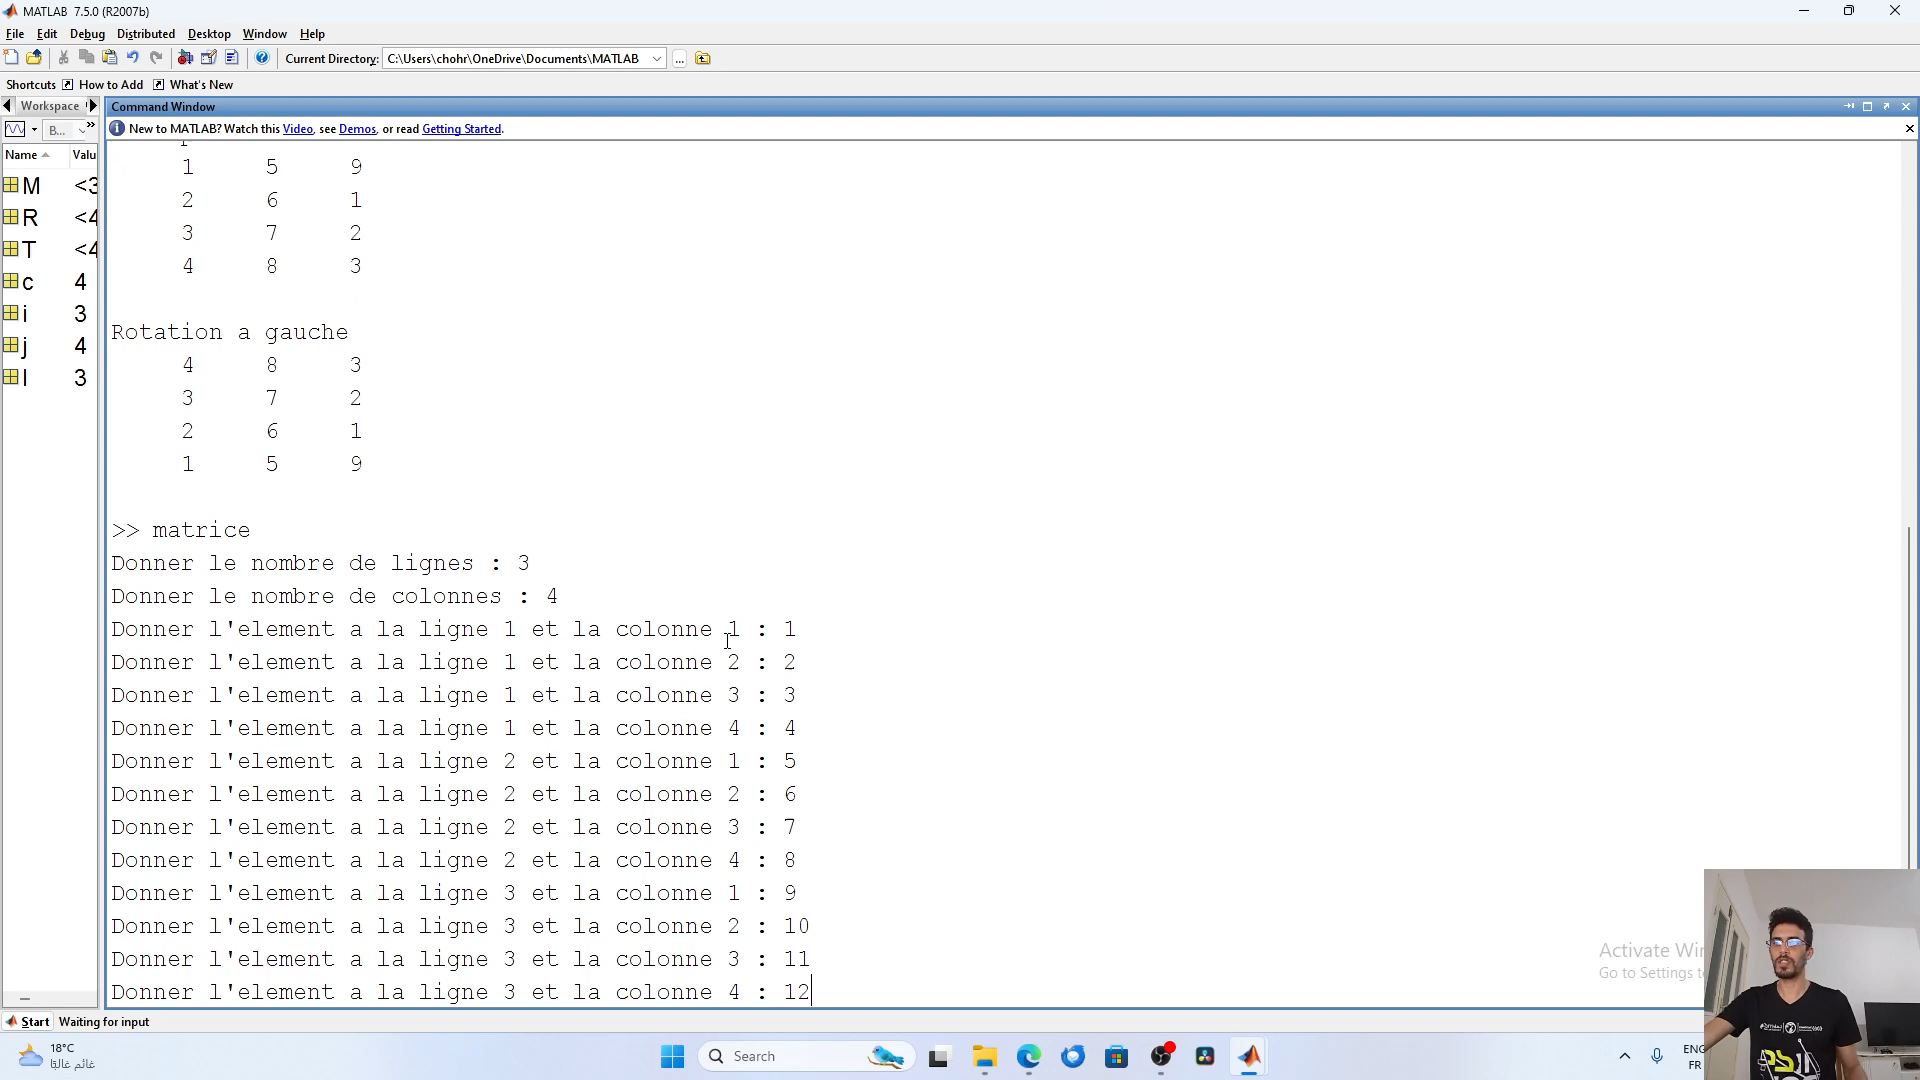 MATLAB 7.5.0 (R2007b)
File Edit Debug Distributed Desktop Window Help
Current Directory: C:\Users\chohr\OneDrive\Documents\MATLAB ...
Shortcuts How to Add What's New
Workspace
Command Window
B... »
New to MATLAB? Watch this Video, see Demos, or read Getting Started.
Name Valu
M <3
R <4
T <4
c 4
i 3
j 4
l 3
1 5 9
2 6 1
3 7 2
4 8 3
Rotation a gauche
4 8 3
3 7 2
2 6 1
1 5 9
>> matrice
Donner le nombre de lignes : 3
Donner le nombre de colonnes : 4
Donner l'element a la ligne 1 et la colonne 1 : 1
Donner l'element a la ligne 1 et la colonne 2 : 2
Donner l'element a la ligne 1 et la colonne 3 : 3
Donner l'element a la ligne 1 et la colonne 4 : 4
Donner l'element a la ligne 2 et la colonne 1 : 5
Donner l'element a la ligne 2 et la colonne 2 : 6
Donner l'element a la ligne 2 et la colonne 3 : 7
Donner l'element a la ligne 2 et la colonne 4 : 8
Donner l'element a la ligne 3 et la colonne 1 : 9
Donner l'element a la ligne 3 et la colonne 2 : 10
Donner l'element a la ligne 3 et la colonne 3 : 11
Donner l'element a la ligne 3 et la colonne 4 : 12
Activate Wi
Go to Settings t
Start Waiting for input
18°C
غائم غالبًا
Search
ENG
FR